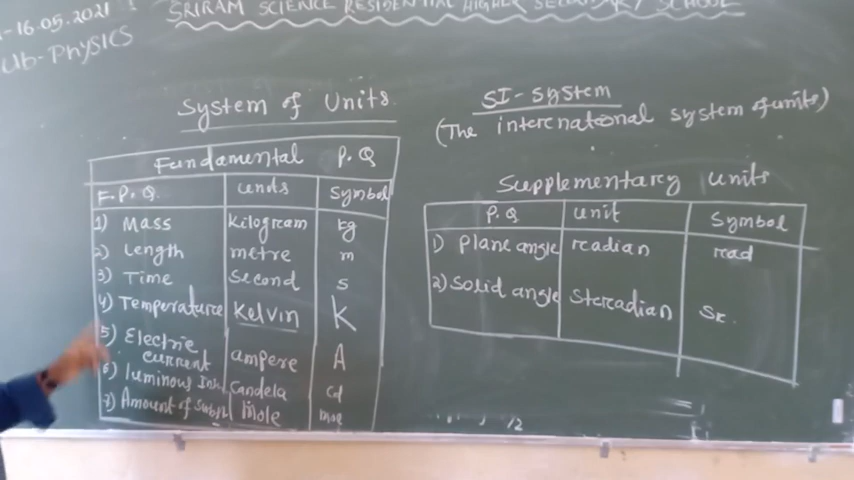 -16.05.2021
SRIRAM SCIENCE RESIDENTIAL HIGHER SECONDARY SCHOOL
ub-PHYSICS
System of Units
Fundamental P.Q
F.P.Q. units symbol
1) Mass Kilogram kg
2) Length metre m
3) Time Second s
4) Temperature Kelvin K
5) Electric current ampere A
6) luminous Candela Cd
7) Amount of Mole mol
SI-system
(The international system of units)
Supplementary Units
P.Q unit Symbol
1) Plane angle radian rad
2) Solid angle Steradian Sr.